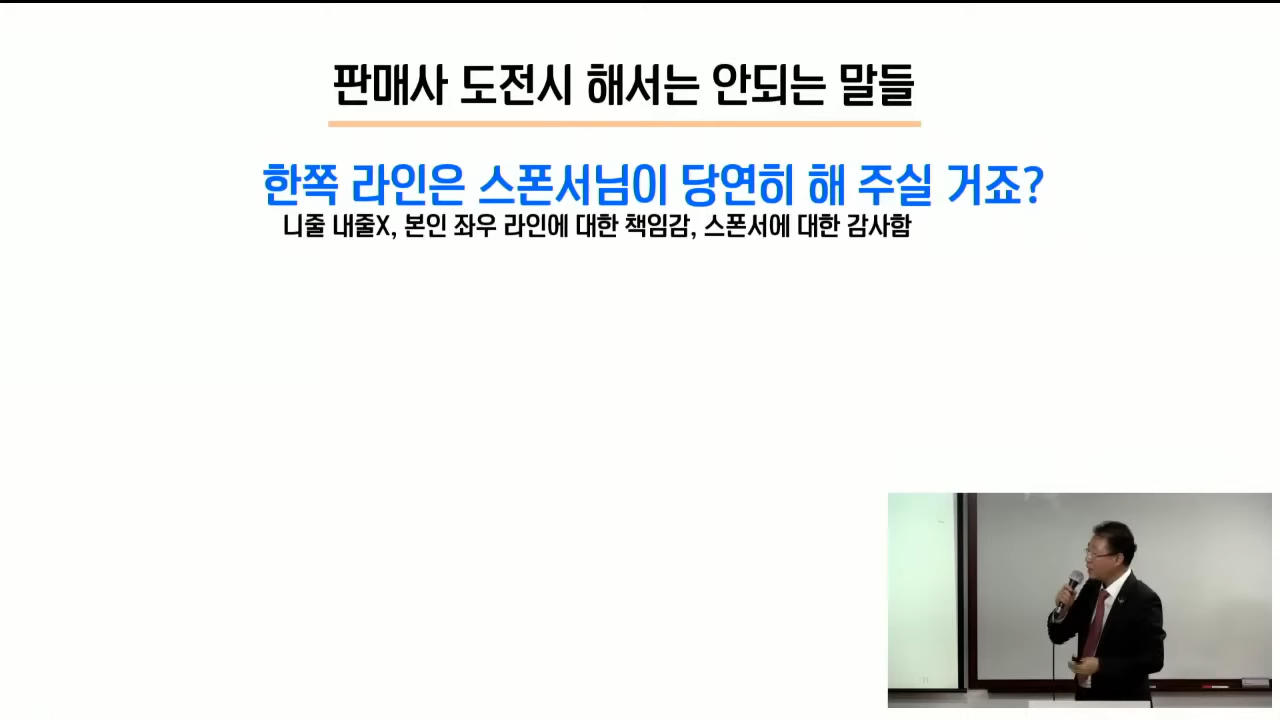 판매사 도전시 해서는 안되는 말들
한쪽 라인은 스폰서님이 당연히 해 주실 거죠?
니줄 내줄X, 본인 좌우 라인에 대한 책임감, 스폰서에 대한 감사함